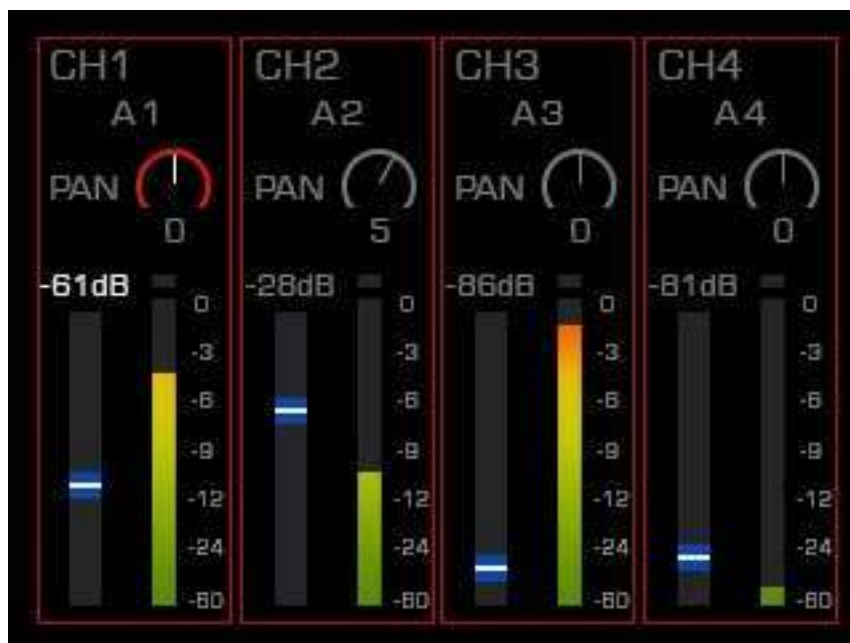 CH1 CH2 CH3 CH4
A1 A2 A3 A4
PAN PAN PAN PAN
0 5 0 0
-61dB -28dB -86dB -81dB
0 0 0 0
-3 -3 -3 -3
-6 -6 -6 -6
-9 -9 -9 -9
-12 -12 -12 -12
-24 -24 -24 -24
-60 -60 -60 -60